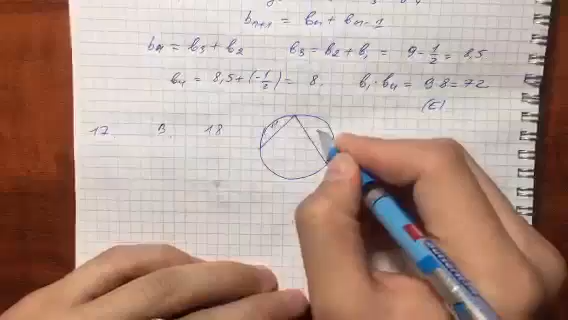 bn+1 = bn + bn-1
b4 = b3 + b2 b3 = b2 + b1 = 9 - 1/2 = 8,5
b4 = 8,5 + (-1/2) = 8. b1 · b4 = 9·8 = 72
(E)
17 B. 18